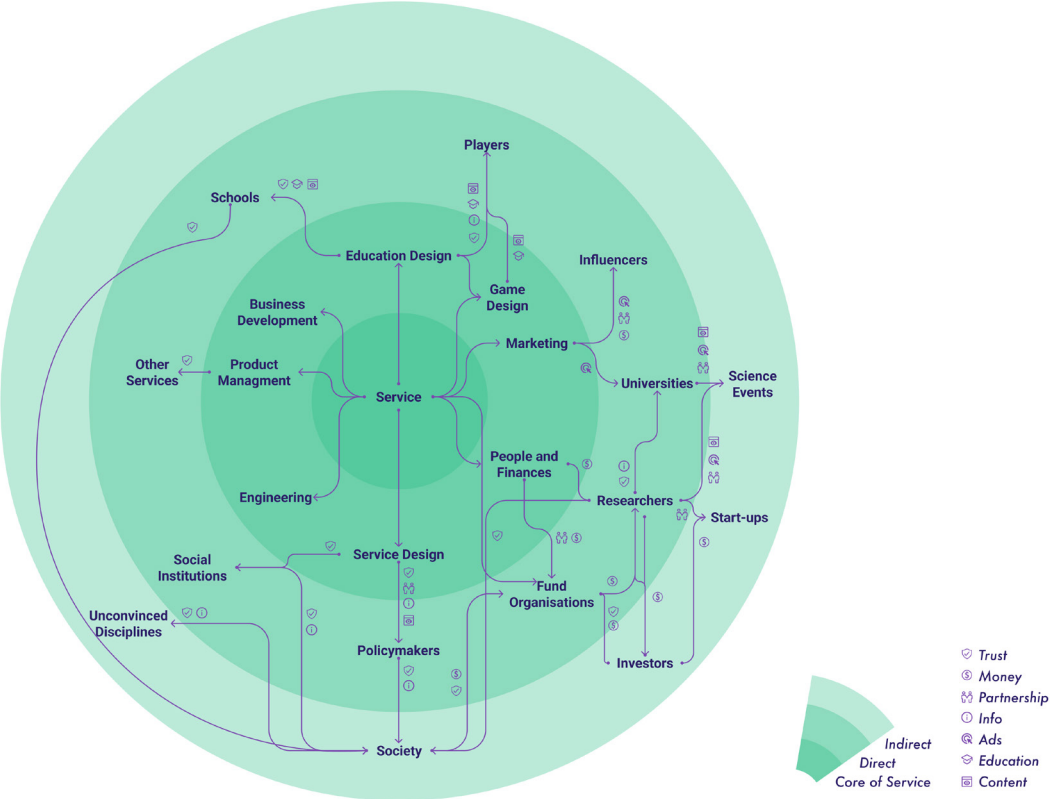 Players
Schools
Education Design
Influencers
Game
Design
Business
Development
Marketing
Other
Services
Product
Managment
Universities
Science
Events
Service
People and
Finances
Engineering
Researchers
Start-ups
Service Design
Social
Institutions
Fund
Organisations
Unconvinced
Disciplines
Policymakers
Investors
Society
Trust
Money
Partnership
Info
Ads
Education
Content
Indirect
Direct
Core of Service